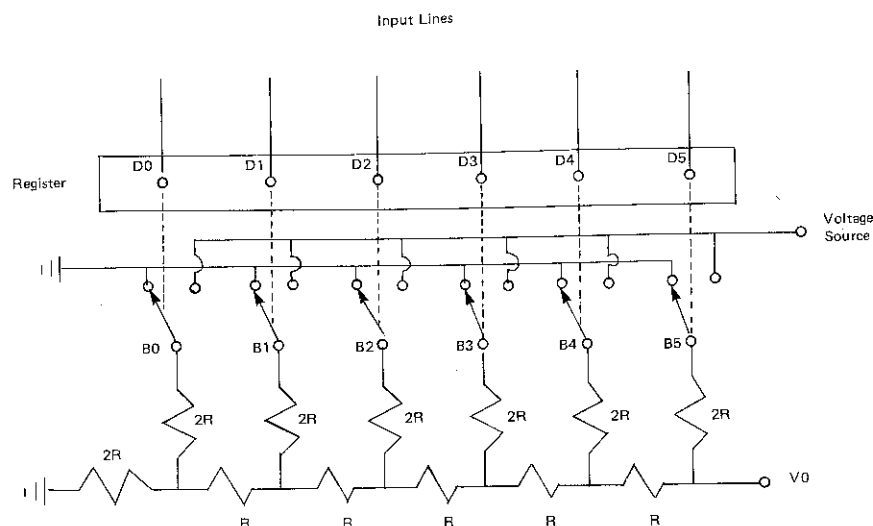 Input Lines
D0 D1 D2 D3 D4 D5
Register
Voltage
Source
B0 B1 B2 B3 B4 B5
2R 2R 2R 2R 2R 2R
2R
V0
R R R R R